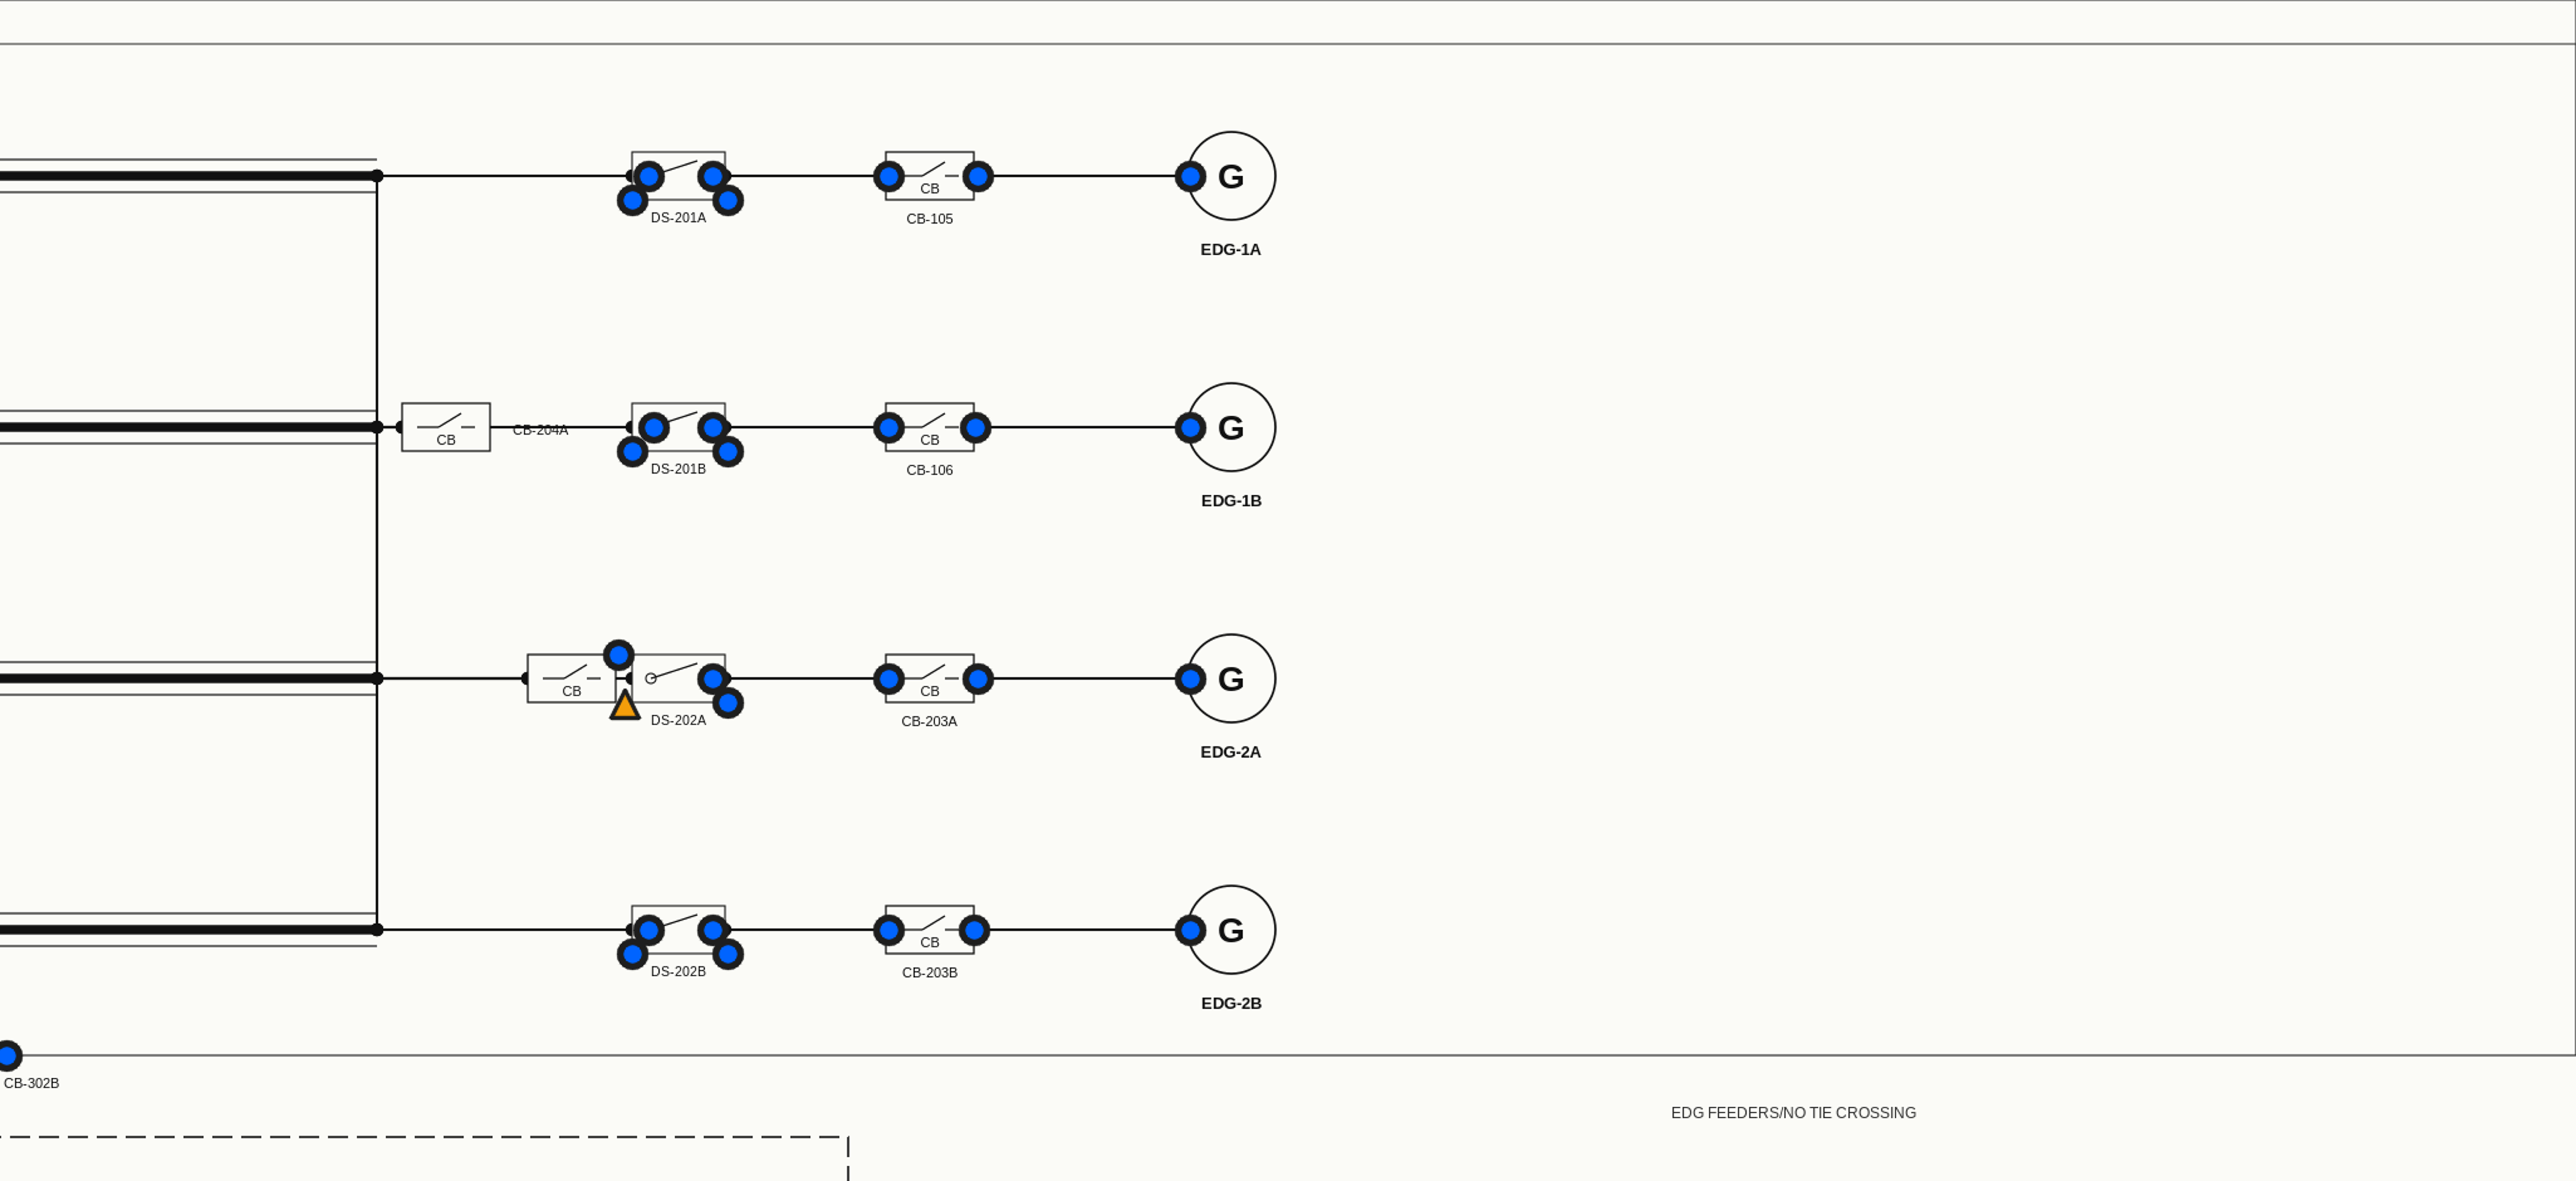 G
CB
DS-201A
CB-105
EDG-1A
G
CB
CB-204A
CB
DS-201B
CB-106
EDG-1B
G
CB
CB
DS-202A
CB-203A
EDG-2A
G
CB
DS-202B
CB-203B
EDG-2B
CB-302B
EDG FEEDERS/NO TIE CROSSING